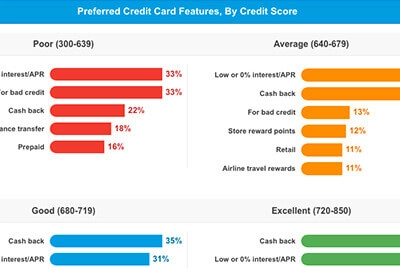 Preferred Credit Card Features, By Credit Score
Poor (300-639)
interest/APR 33%
For bad credit 33%
Cash back 22%
ance transfer 18%
Prepaid 16%
Average (640-679)
Low or 0% interest/APR
Cash back
For bad credit 13%
Store reward points 12%
Retail 11%
Airline travel rewards 11%
Good (680-719)
Cash back 35%
interest/APR 31%
Excellent (720-850)
Cash back
Low or 0% interest/APR